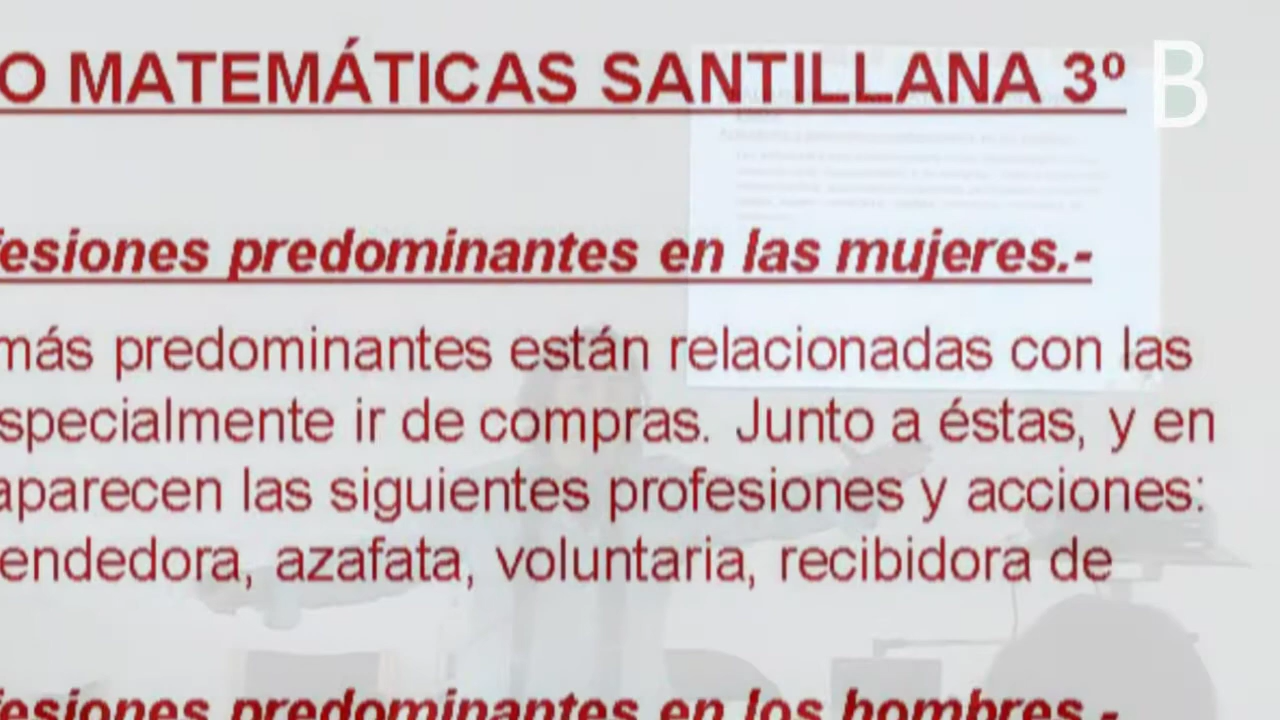 O MATEMÁTICAS SANTILLANA 3º
B
fesiones predominantes en las mujeres.-
más predominantes están relacionadas con las
specialmente ir de compras. Junto a éstas, y en
aparecen las siguientes profesiones y acciones:
endedora, azafata, voluntaria, recibidora de
fesiones predominantes en los hombres.-